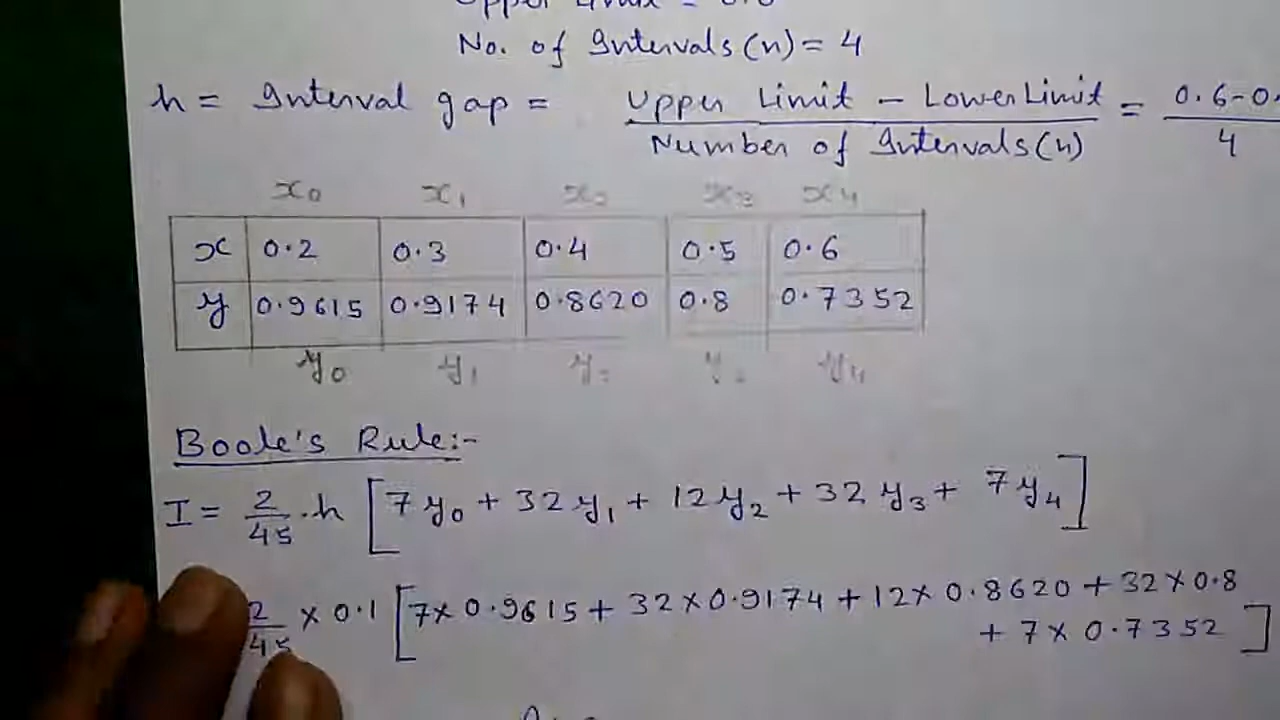 No. of Intervals (n) = 4
h = Interval gap = Upper Limit - Lower Limit / Number of Intervals (n) = 0.6-0. / 4
x0 x1 x2 x3 x4
x 0.2 0.3 0.4 0.5 0.6
y 0.9615 0.9174 0.8620 0.8 0.7352
y0 y1 y2 y3 y4
Boole's Rule:-
I = 2/45 . h [7y0 + 32y1 + 12y2 + 32y3 + 7y4]
2/45 × 0.1 [7× 0.9615 + 32×0.9174 + 12× 0.8620 + 32×0.8
+ 7× 0.7352]